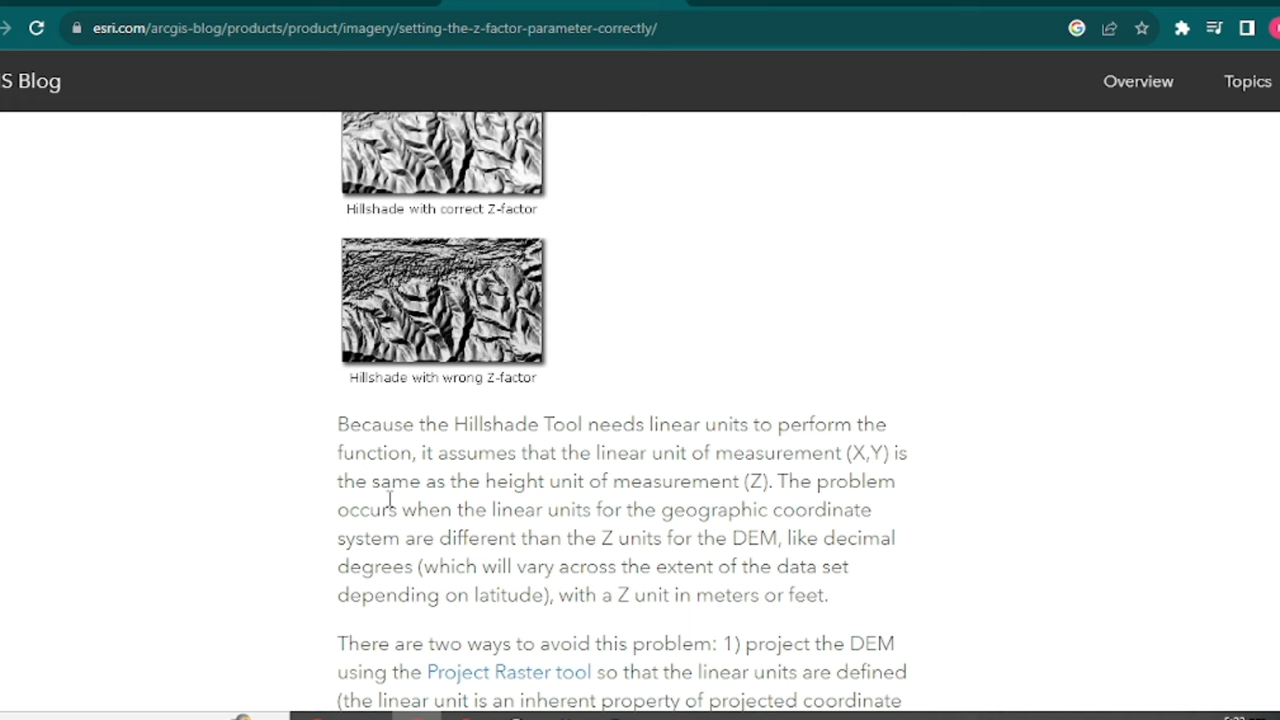 esri.com/arcgis-blog/products/product/imagery/setting-the-z-factor-parameter-correctly/
S Blog
Overview
Topics
Hillshade with correct Z-factor
Hillshade with wrong Z-factor
Because the Hillshade Tool needs linear units to perform the
function, it assumes that the linear unit of measurement (X,Y) is
the same as the height unit of measurement (Z). The problem
occurs when the linear units for the geographic coordinate
system are different than the Z units for the DEM, like decimal
degrees (which will vary across the extent of the data set
depending on latitude), with a Z unit in meters or feet.
There are two ways to avoid this problem: 1) project the DEM
using the Project Raster tool so that the linear units are defined
(the linear unit is an inherent property of projected coordinate